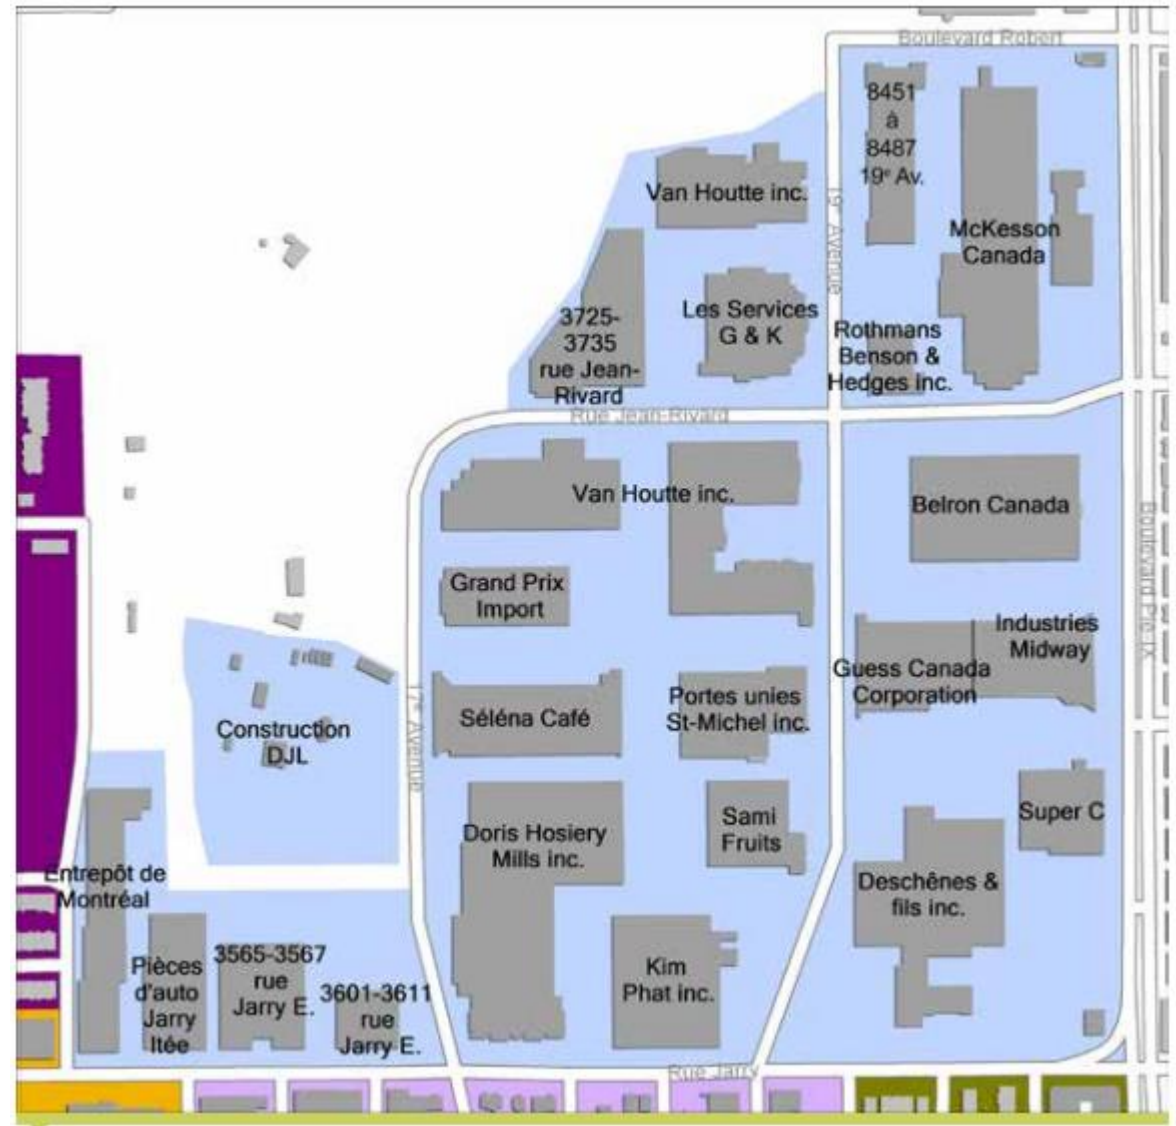 Boulevard Robert
8451
à
8487
19e Av.
Van Houtte inc.
19e Avenue
McKesson
Canada
3725-
3735
rue Jean-
Rivard
Les Services
G & K
Rothmans
Benson &
Hedges inc.
Rue Jean-Rivard
Van Houtte inc.
Belron Canada
Boulevard Pie IX
Grand Prix
Import
Industries
Midway
Guess Canada
Corporation
Construction
DJL
17e Avenue
Séléna Café
Portes unies
St-Michel inc.
Doris Hosiery
Mills inc.
Sami
Fruits
Super C
Entrepôt de
Montréal
Deschênes &
fils inc.
Pièces
d'auto
Jarry
ltée
3565-3567
rue
Jarry E.
3601-3611
rue
Jarry E.
Kim
Phat inc.
Rue Jarry